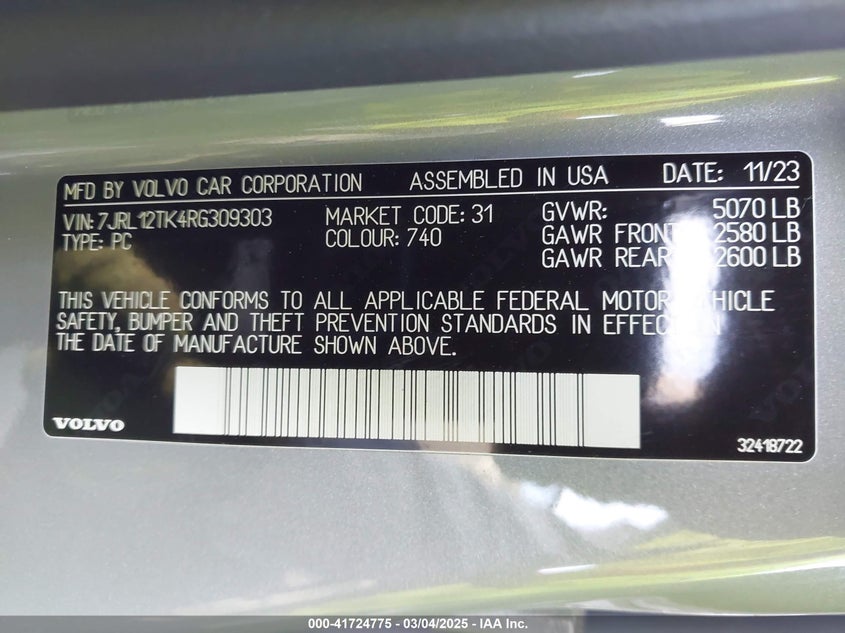 MFD BY VOLVO CAR CORPORATION ASSEMBLED IN USA DATE: 11/23
VIN: 7JRL12TK4RG309303 MARKET CODE: 31 GVWR: 5070 LB
TYPE: PC COLOUR: 740 GAWR FRONT 2580 LB
GAWR REAR 2600 LB
THIS VEHICLE CONFORMS TO ALL APPLICABLE FEDERAL MOTOR VEHICLE
SAFETY, BUMPER AND THEFT PREVENTION STANDARDS IN EFFECT ON
THE DATE OF MANUFACTURE SHOWN ABOVE.
VOLVO
32418722
000-41724775 - 03/04/2025 - IAA Inc.